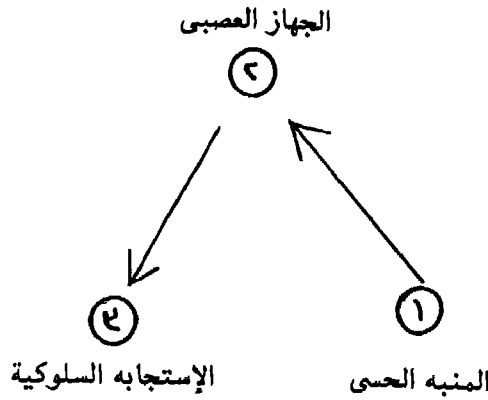 الجهاز العصبى
٢
٣
١
الإستجابه السلوكية
المنبه الحسى